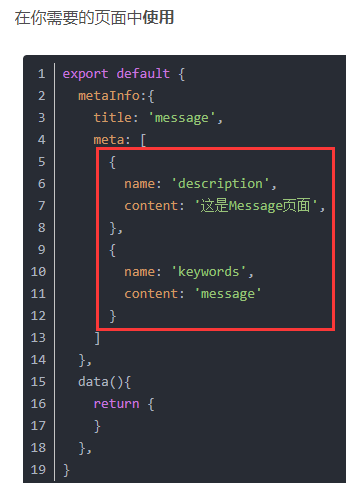 在你需要的页面中使用
1 export default {
2 metaInfo:{
3 title: 'message',
4 meta: [
5 {
6 name: 'description',
7 content: '这是Message页面',
8 },
9 {
10 name: 'keywords',
11 content: 'message'
12 }
13 ]
14 },
15 data(){
16 return {
17 }
18 },
19 }